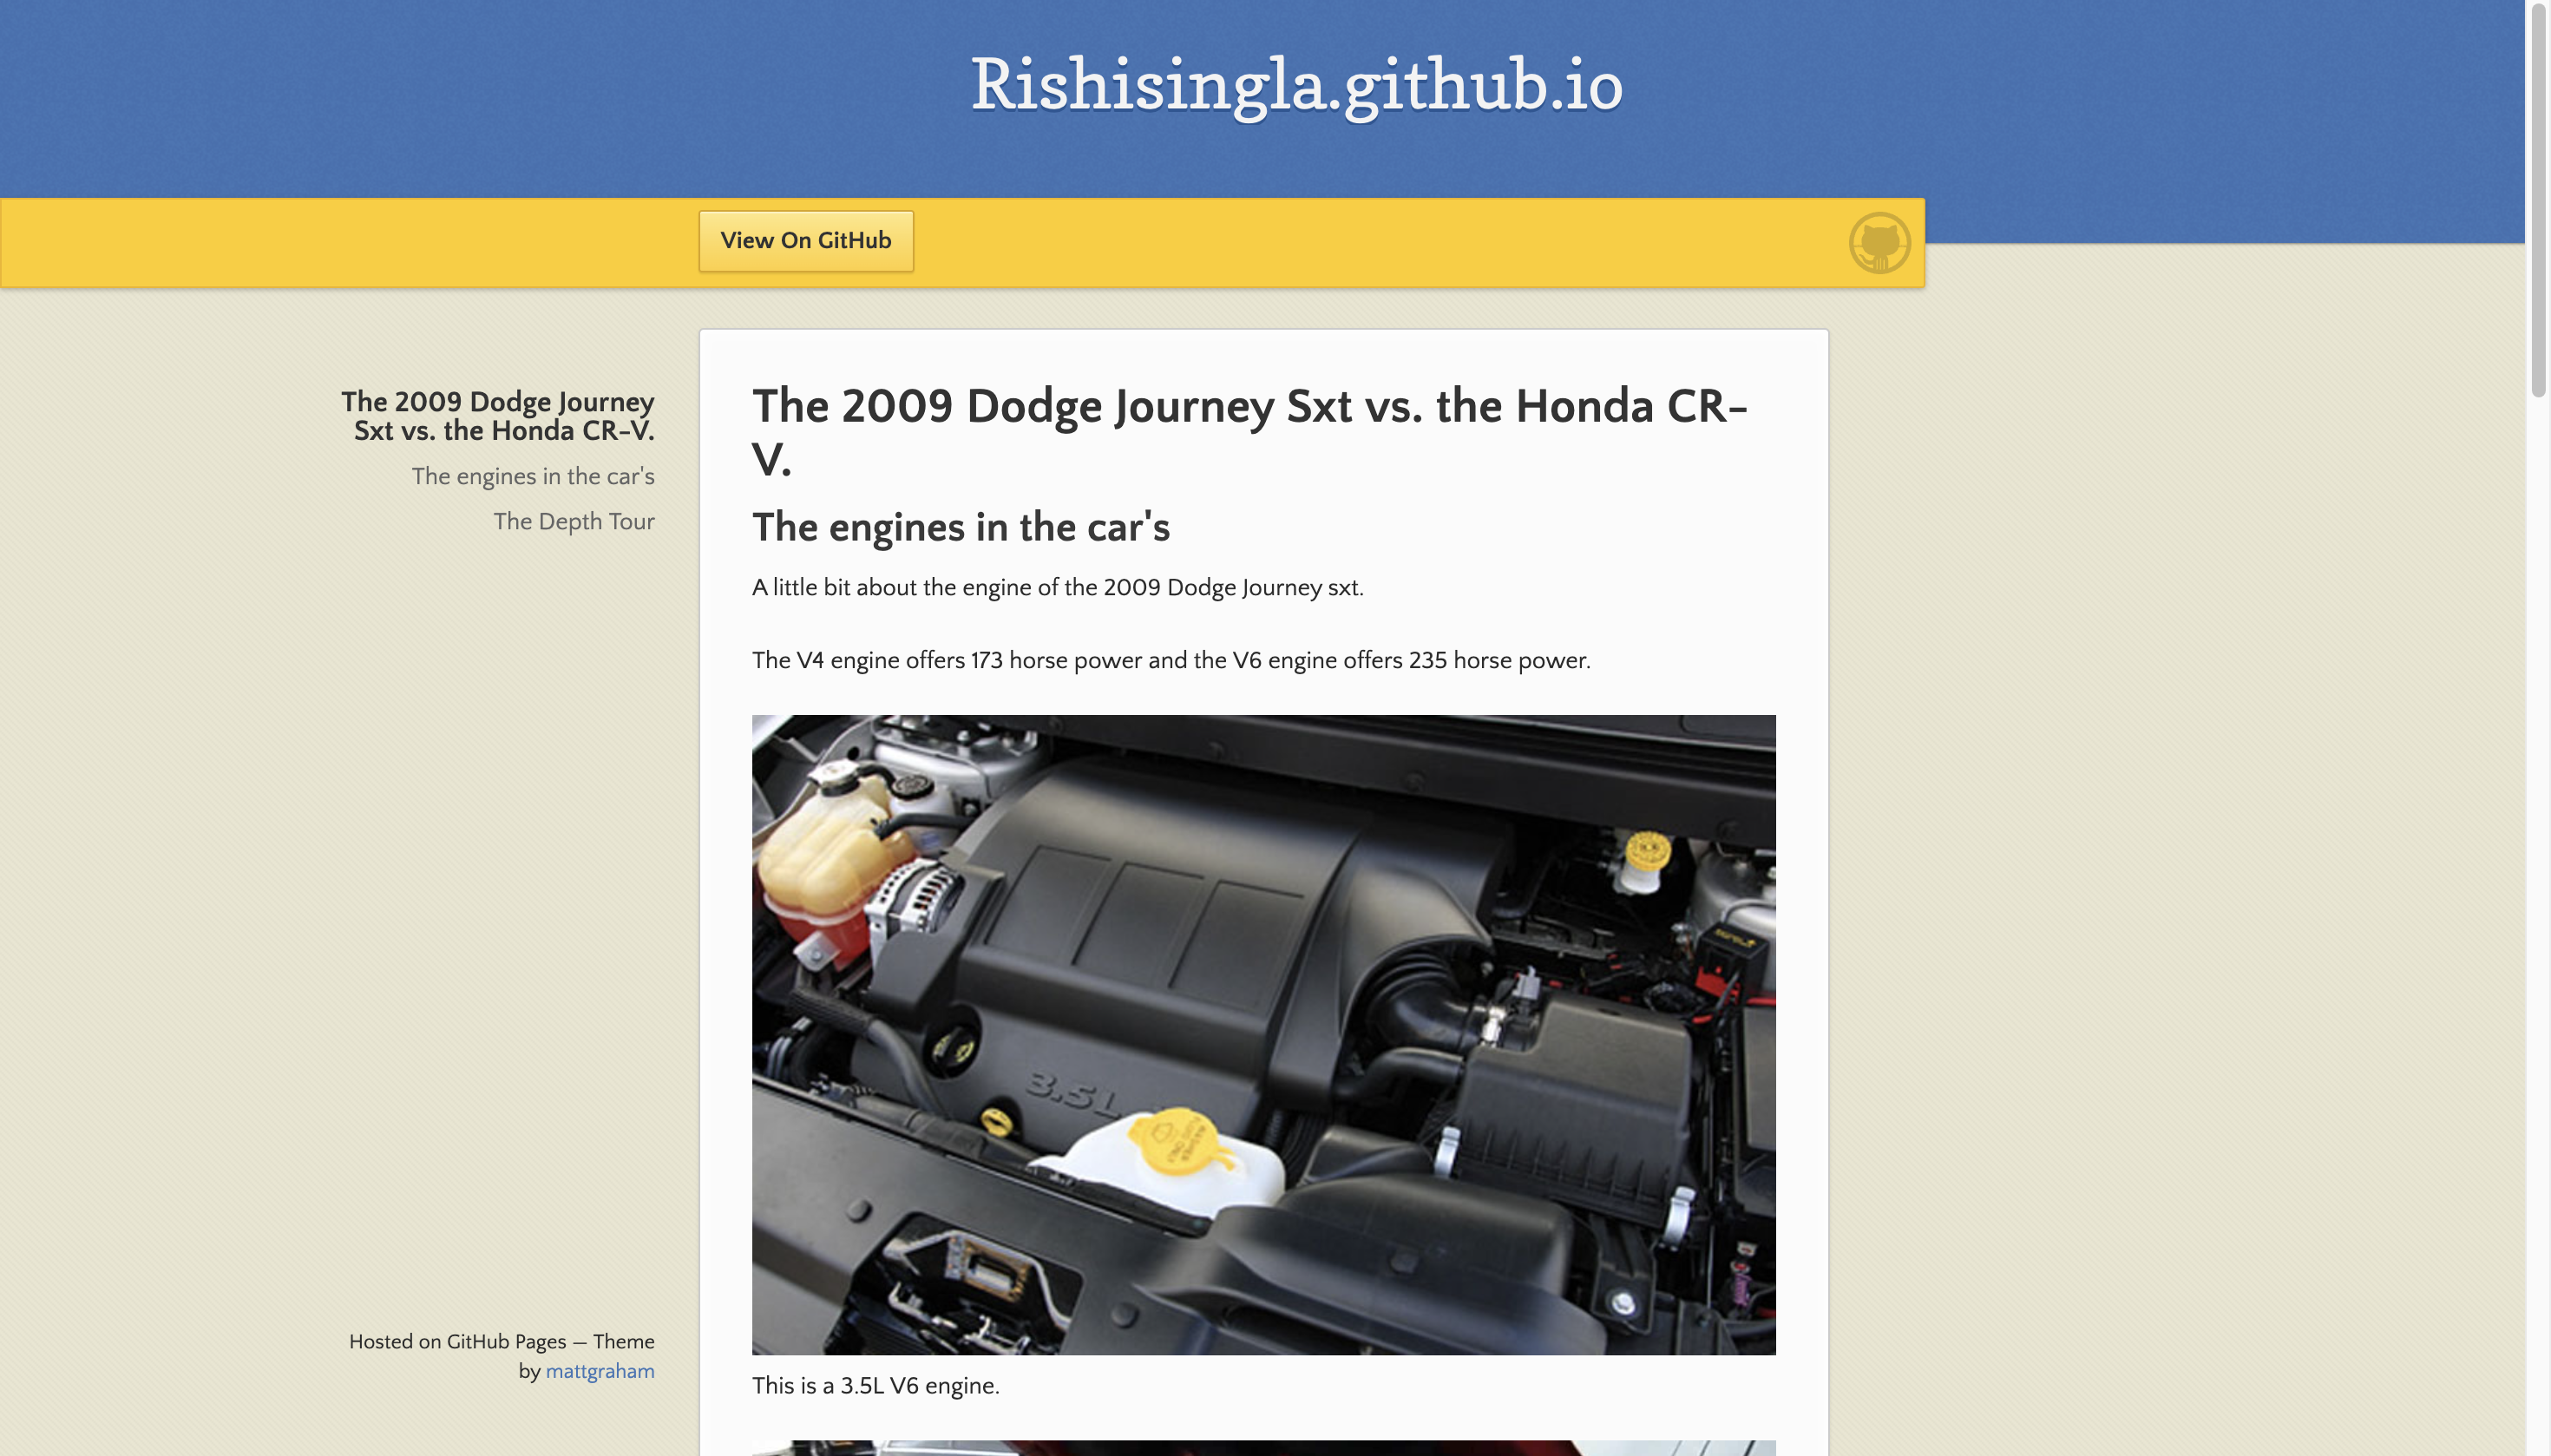 Rishisingla.github.io
View On GitHub
The 2009 Dodge Journey
Sxt vs. the Honda CR-V.
The engines in the car's
The Depth Tour
The 2009 Dodge Journey Sxt vs. the Honda CR-
V.
The engines in the car's
A little bit about the engine of the 2009 Dodge Journey sxt.
The V4 engine offers 173 horse power and the V6 engine offers 235 horse power.
3.5L
This is a 3.5L V6 engine.
Hosted on GitHub Pages — Theme
by mattgraham